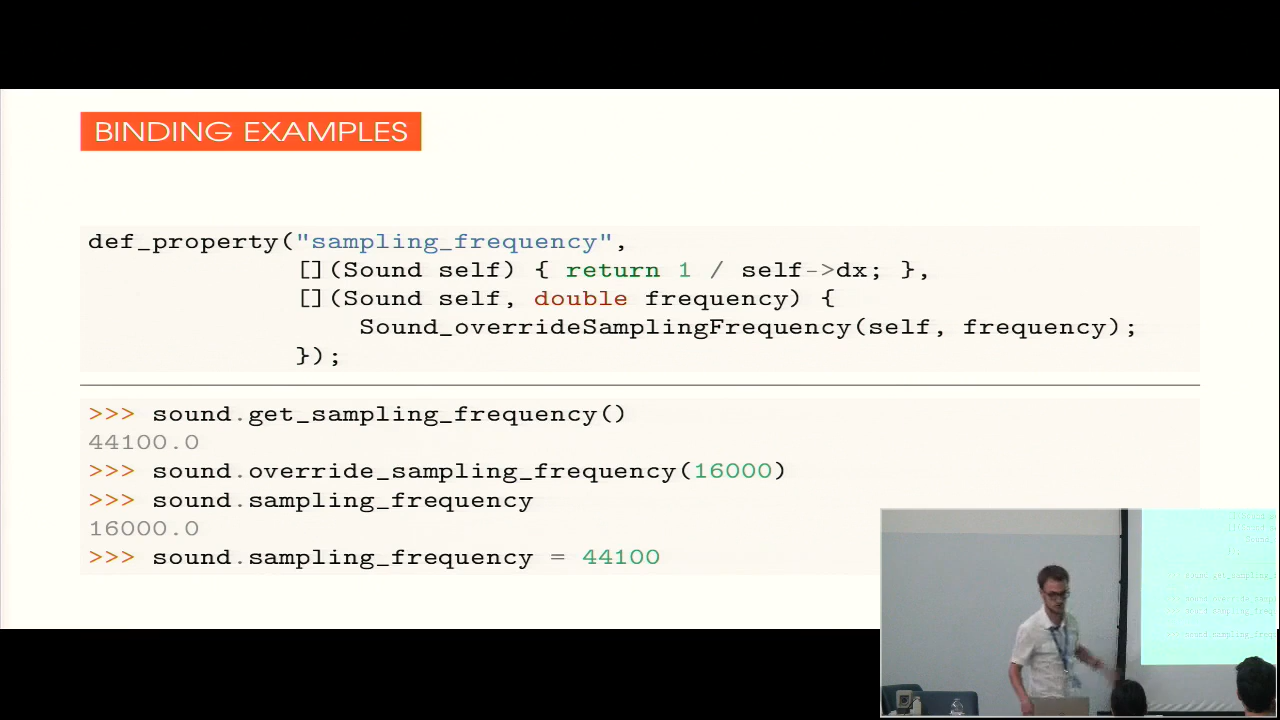 BINDING EXAMPLES
def_property("sampling_frequency",
[](Sound self) { return 1 / self->dx; },
[](Sound self, double frequency) {
Sound_overrideSamplingFrequency(self, frequency);
});
>>> sound.get_sampling_frequency()
44100.0
>>> sound.override_sampling_frequency(16000)
>>> sound.sampling_frequency
16000.0
>>> sound.sampling_frequency = 44100